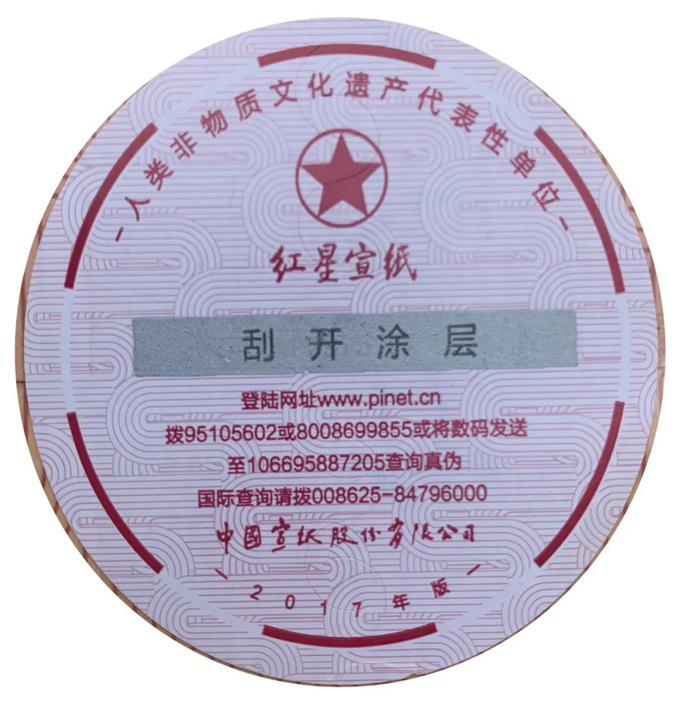 -人类非物质文化遗产代表性单位-
红星宣纸
刮开涂层
登陆网址www.pinet.cn
拨95105602或8008699855或将数码发送
至106695887205查询真伪
国际查询请拨008625-84796000
中国宣纸股份有限公司
-2017年版-